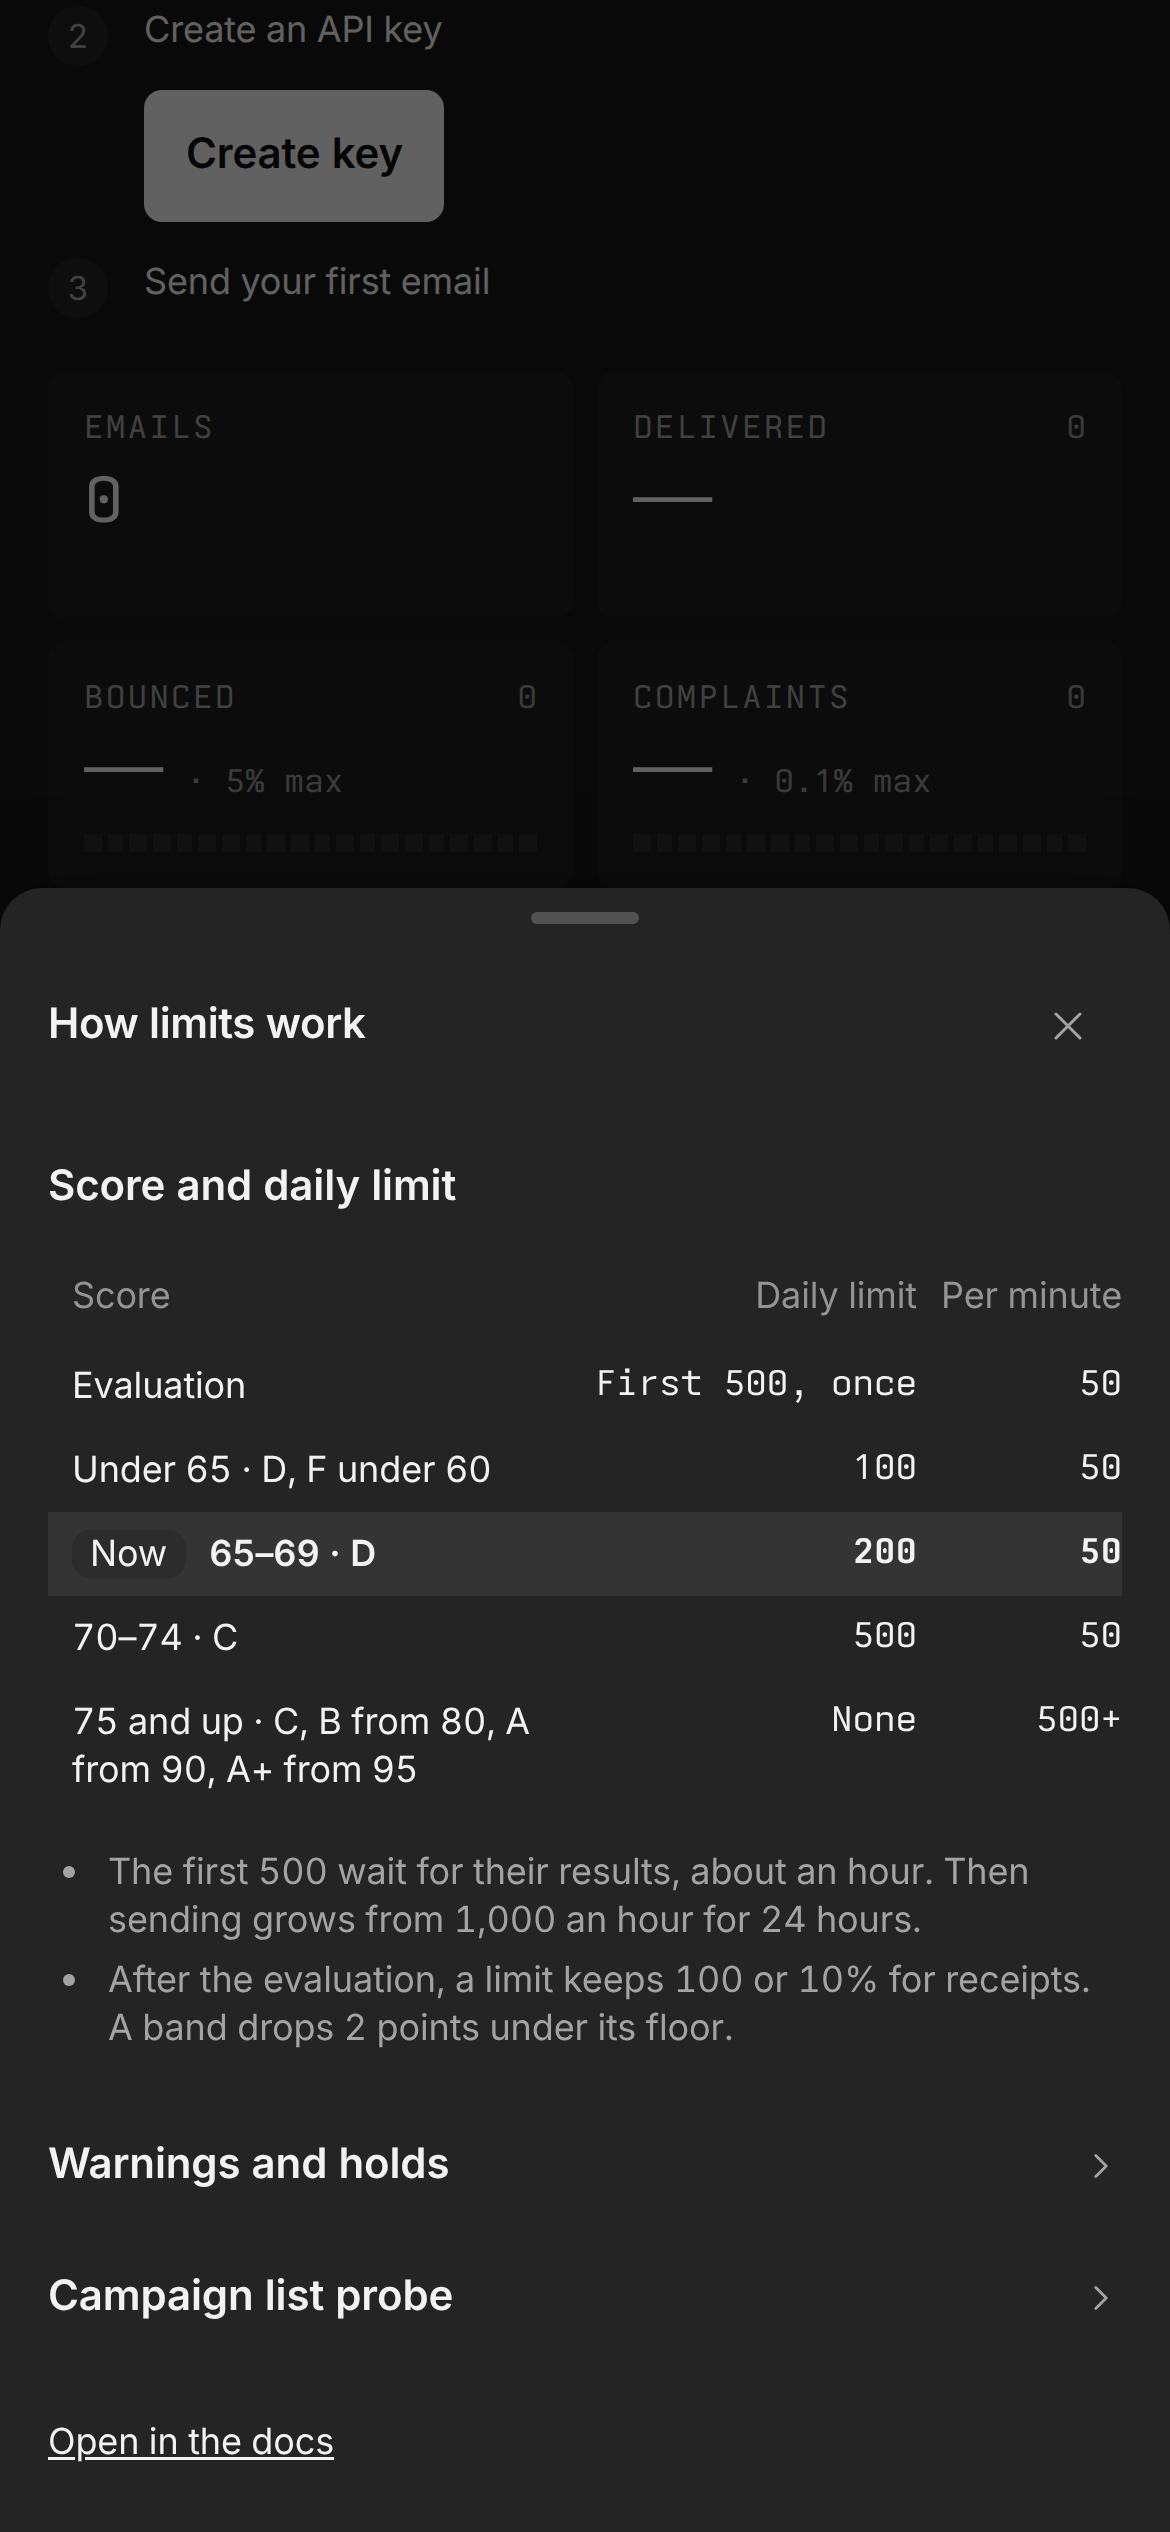 2 Create an API key
Create key
3 Send your first email
EMAILS
0
DELIVERED 0
—
BOUNCED 0
— · 5% max
COMPLAINTS 0
— · 0.1% max
How limits work
Score and daily limit
Score Daily limit Per minute
Evaluation First 500, once 50
Under 65 · D, F under 60 100 50
Now 65–69 · D 200 50
70–74 · C 500 50
75 and up · C, B from 80, A None 500+
from 90, A+ from 95
• The first 500 wait for their results, about an hour. Then
sending grows from 1,000 an hour for 24 hours.
• After the evaluation, a limit keeps 100 or 10% for receipts.
A band drops 2 points under its floor.
Warnings and holds
Campaign list probe
Open in the docs